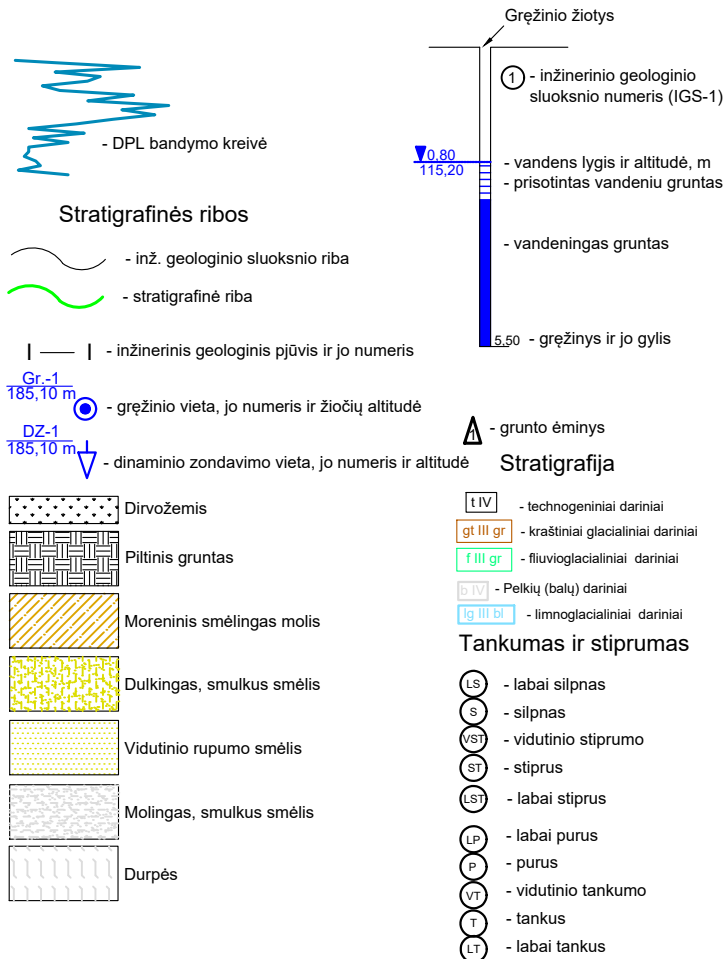 Gręžinio žiotys
1
- inžinerinio geologinio
sluoksnio numeris (IGS-1)
- DPL bandymo kreivė
0,80
115,20
- vandens lygis ir altitudė, m
- prisotintas vandeniu gruntas
Stratigrafinės ribos
- vandeningas gruntas
- inž. geologinio sluoksnio riba
- stratigrafinė riba
5,50
- gręžinys ir jo gylis
I
I
- inžinerinis geologinis pjūvis ir jo numeris
Gr.-1
185,10 m
- gręžinio vieta, jo numeris ir žiočių altitudė
DZ-1
185,10 m
- dinaminio zondavimo vieta, jo numeris ir altitudė
1
- grunto ėminys
Stratigrafija
Dirvožemis
Piltinis gruntas
Moreninis smėlingas molis
Dulkingas, smulkus smėlis
Vidutinio rupumo smėlis
Molingas, smulkus smėlis
Durpės
t IV
- technogeniniai dariniai
gt III gr
- kraštiniai glacialiniai dariniai
f III gr
- fliuvioglacialiniai dariniai
b IV
- Pelkių (balų) dariniai
lg III bl
- limnoglacialiniai dariniai
Tankumas ir stiprumas
LS
- labai silpnas
S
- silpnas
VST
- vidutinio stiprumo
ST
- stiprus
LST
- labai stiprus
LP
- labai purus
P
- purus
VT
- vidutinio tankumo
T
- tankus
LT
- labai tankus